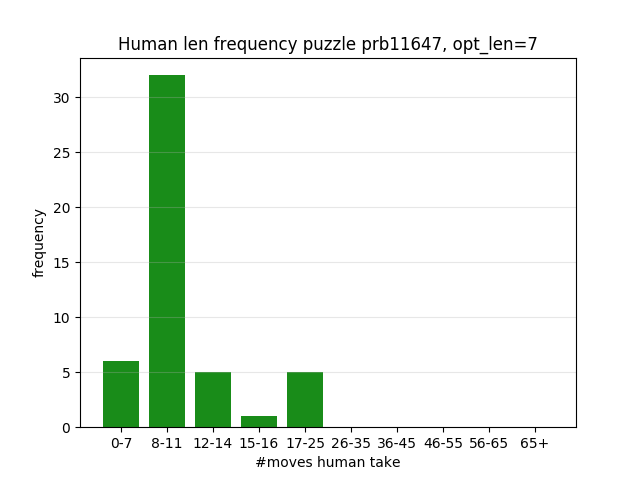 Human len frequency puzzle prb11647, opt_len=7
30
25
20
15
10
5
0
frequency
0-7 8-11 12-14 15-16 17-25 26-35 36-45 46-55 56-65 65+
#moves human take